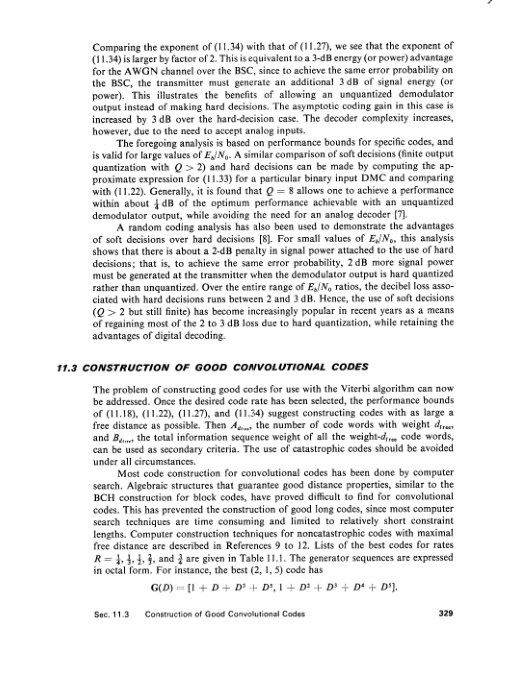 Comparing the exponent of (11.34) with that of (11.27), we see that the exponent of
(11.34) is larger by factor of 2. This is equivalent to a 3-dB energy (or power) advantage
for the AWGN channel over the BSC, since to achieve the same error probability on
the BSC, the transmitter must generate an additional 3 dB of signal energy (or
power). This illustrates the benefits of allowing an unquantized demodulator
output instead of making hard decisions. The asymptotic coding gain in this case is
increased by 3 dB over the hard-decision case. The decoder complexity increases,
however, due to the need to accept analog inputs.
The foregoing analysis is based on performance bounds for specific codes, and
is valid for large values of E_b/N_0. A similar comparison of soft decisions (finite output
quantization with Q > 2) and hard decisions can be made by computing the ap-
proximate expression for (11.33) for a particular binary input DMC and comparing
with (11.22). Generally, it is found that Q = 8 allows one to achieve a performance
within about ¼ dB of the optimum performance achievable with an unquantized
demodulator output, while avoiding the need for an analog decoder [7].
A random coding analysis has also been used to demonstrate the advantages
of soft decisions over hard decisions [8]. For small values of E_b/N_0, this analysis
shows that there is about a 2-dB penalty in signal power attached to the use of hard
decisions; that is, to achieve the same error probability, 2 dB more signal power
must be generated at the transmitter when the demodulator output is hard quantized
rather than unquantized. Over the entire range of E_b/N_0 ratios, the decibel loss asso-
ciated with hard decisions runs between 2 and 3 dB. Hence, the use of soft decisions
(Q > 2 but still finite) has become increasingly popular in recent years as a means
of regaining most of the 2 to 3 dB loss due to hard quantization, while retaining the
advantages of digital decoding.
11.3 CONSTRUCTION OF GOOD CONVOLUTIONAL CODES
The problem of constructing good codes for use with the Viterbi algorithm can now
be addressed. Once the desired code rate has been selected, the performance bounds
of (11.18), (11.22), (11.27), and (11.34) suggest constructing codes with as large a
free distance as possible. Then A_dfree, the number of code words with weight d_free,
and B_dfree, the total information sequence weight of all the weight-d_free code words,
can be used as secondary criteria. The use of catastrophic codes should be avoided
under all circumstances.
Most code construction for convolutional codes has been done by computer
search. Algebraic structures that guarantee good distance properties, similar to the
BCH construction for block codes, have proved difficult to find for convolutional
codes. This has prevented the construction of good long codes, since most computer
search techniques are time consuming and limited to relatively short constraint
lengths. Computer construction techniques for noncatastrophic codes with maximal
free distance are described in References 9 to 12. Lists of the best codes for rates
R = ¼, ⅓, ½, ⅔, and ¾ are given in Table 11.1. The generator sequences are expressed
in octal form. For instance, the best (2, 1, 5) code has
G(D) = [1 + D + D³ + D⁵, 1 + D² + D³ + D⁴ + D⁵],
Sec. 11.3 Construction of Good Convolutional Codes 329